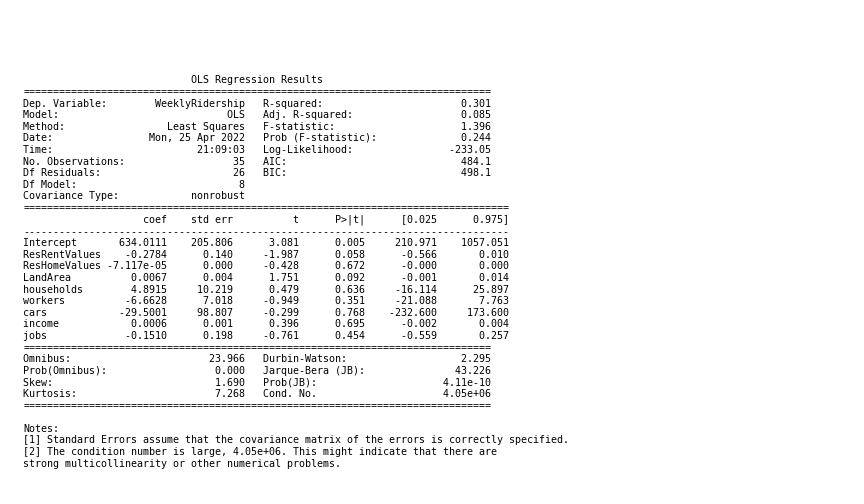 OLS Regression Results
==============================================================================
Dep. Variable:        WeeklyRidership   R-squared:                       0.301
Model:                            OLS   Adj. R-squared:                  0.085
Method:                 Least Squares   F-statistic:                     1.396
Date:                Mon, 25 Apr 2022   Prob (F-statistic):              0.244
Time:                        21:09:03   Log-Likelihood:                -233.05
No. Observations:                  35   AIC:                             484.1
Df Residuals:                      26   BIC:                             498.1
Df Model:                           8
Covariance Type:            nonrobust
=================================================================================
                    coef    std err          t      P>|t|      [0.025      0.975]
---------------------------------------------------------------------------------
Intercept       634.0111    205.806      3.081      0.005     210.971    1057.051
ResRentValues    -0.2784      0.140     -1.987      0.058      -0.566       0.010
ResHomeValues -7.117e-05      0.000     -0.428      0.672      -0.000       0.000
LandArea          0.0067      0.004      1.751      0.092      -0.001       0.014
households        4.8915     10.219      0.479      0.636     -16.114      25.897
workers          -6.6628      7.018     -0.949      0.351     -21.088       7.763
cars            -29.5001     98.807     -0.299      0.768    -232.600     173.600
income            0.0006      0.001      0.396      0.695      -0.002       0.004
jobs             -0.1510      0.198     -0.761      0.454      -0.559       0.257
==============================================================================
Omnibus:                       23.966   Durbin-Watson:                   2.295
Prob(Omnibus):                  0.000   Jarque-Bera (JB):               43.226
Skew:                           1.690   Prob(JB):                     4.11e-10
Kurtosis:                       7.268   Cond. No.                     4.05e+06
==============================================================================
Notes:
[1] Standard Errors assume that the covariance matrix of the errors is correctly specified.
[2] The condition number is large, 4.05e+06. This might indicate that there are
strong multicollinearity or other numerical problems.